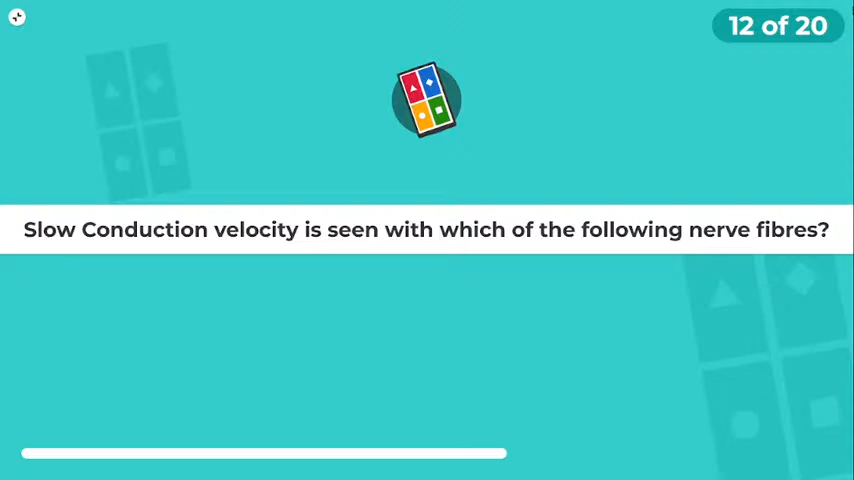 12 of 20
Slow Conduction velocity is seen with which of the following nerve fibres?